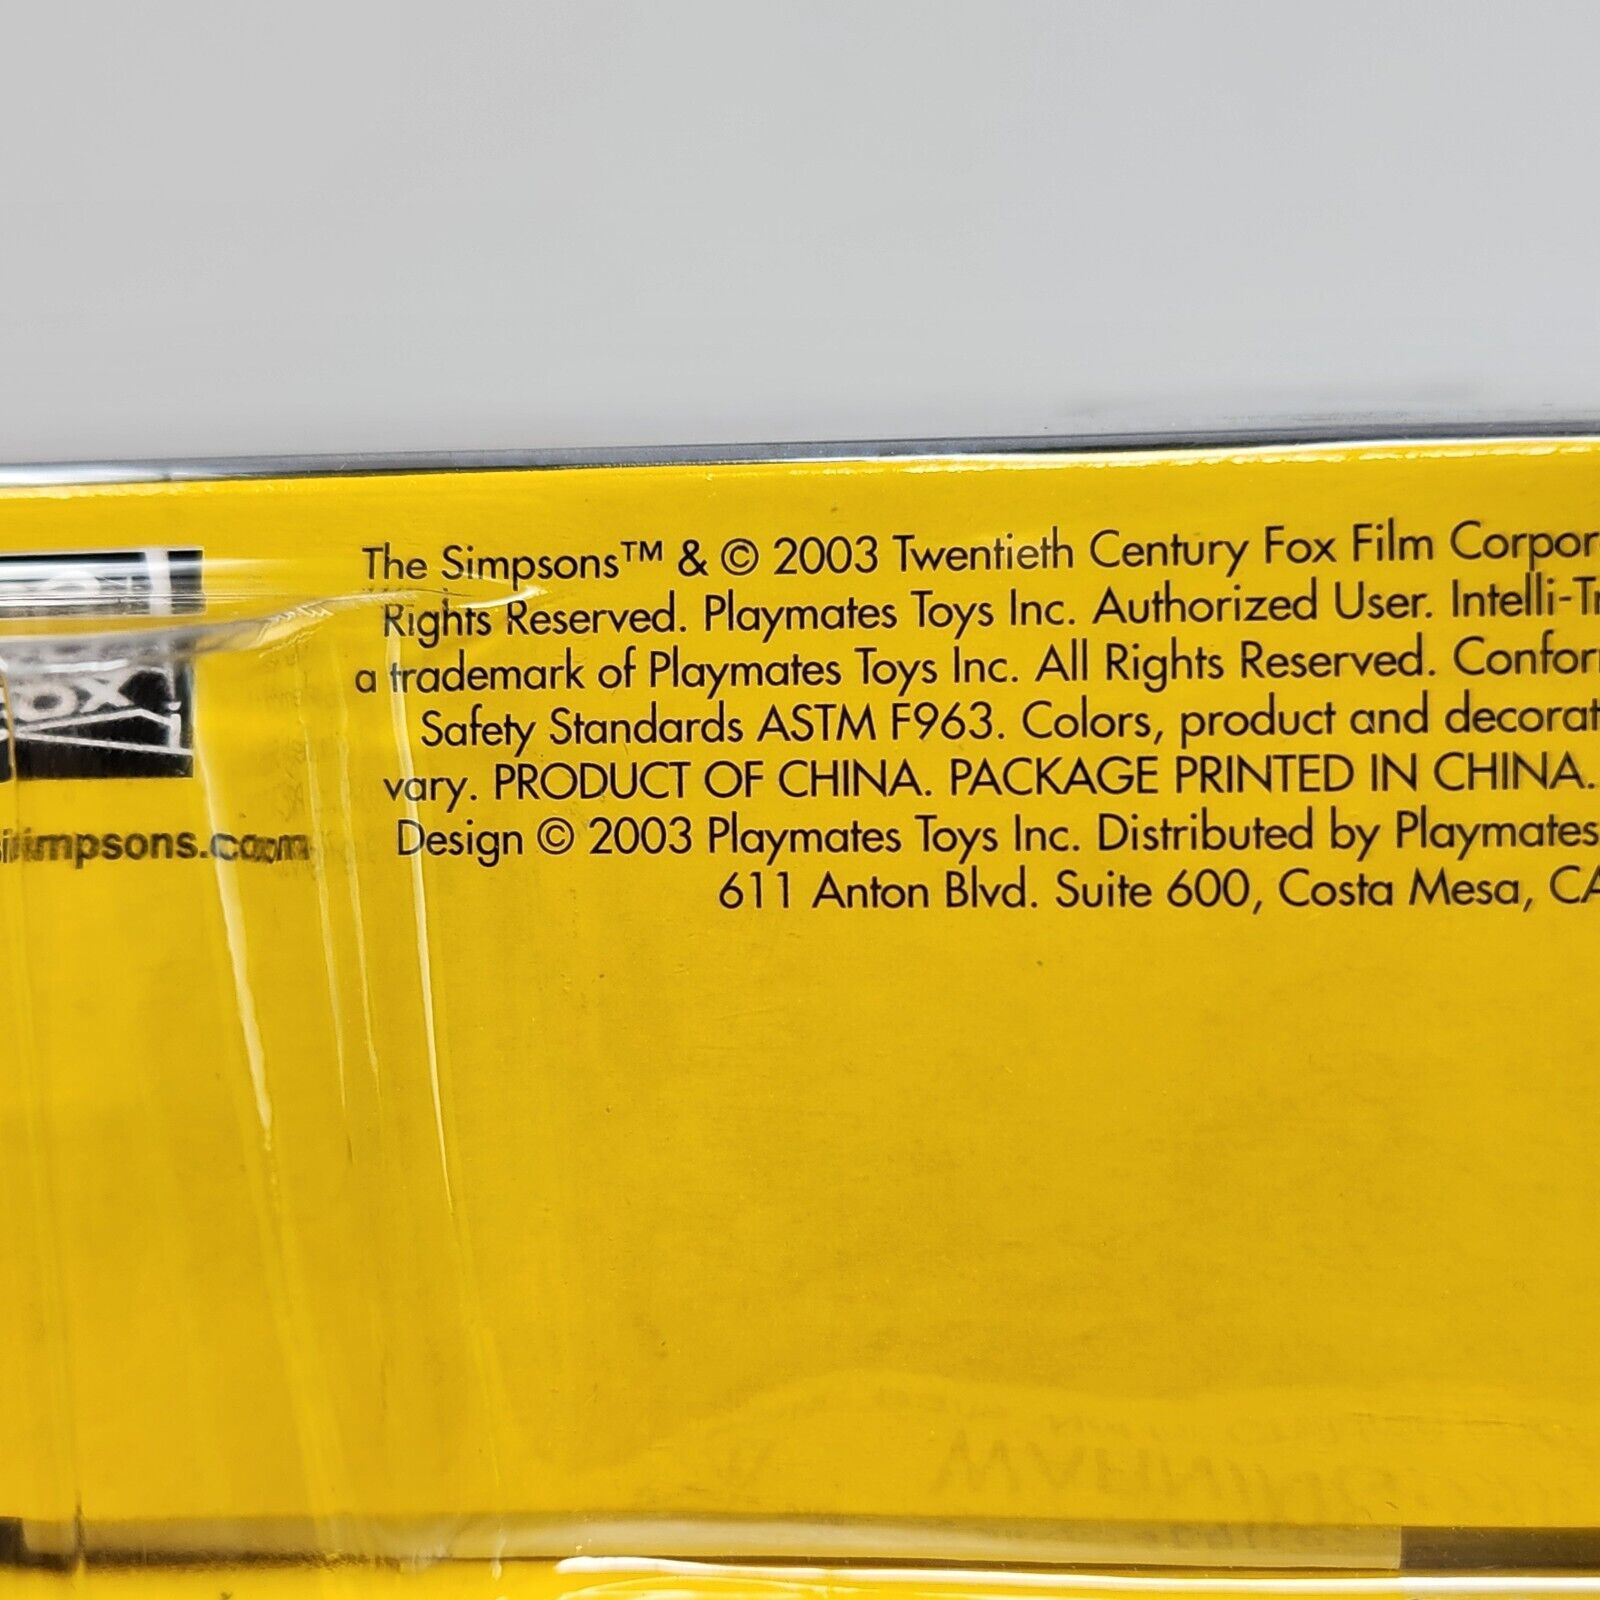 The Simpsons™ & © 2003 Twentieth Century Fox Film Corpor
Rights Reserved. Playmates Toys Inc. Authorized User. Intelli-Tr
a trademark of Playmates Toys Inc. All Rights Reserved. Confor
Safety Standards ASTM F963. Colors, product and decorat
vary. PRODUCT OF CHINA. PACKAGE PRINTED IN CHINA.
Design © 2003 Playmates Toys Inc. Distributed by Playmates
611 Anton Blvd. Suite 600, Costa Mesa, CA
FOX
simpsons.com
WARNING